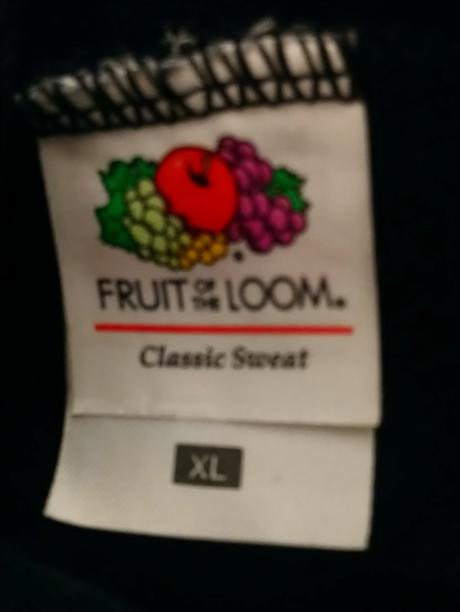 FRUIT OF THE LOOM
Classic Sweat
XL